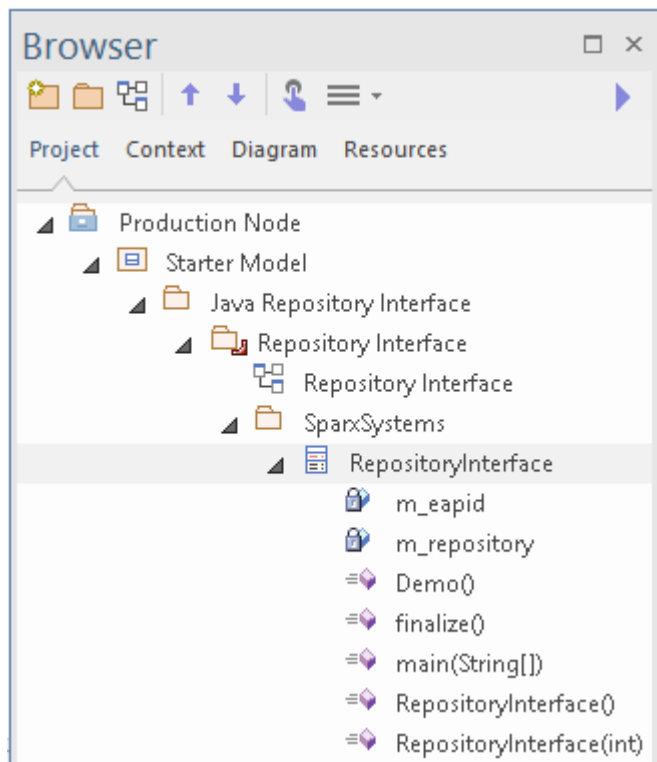 Browser
Project Context Diagram Resources
Production Node
Starter Model
Java Repository Interface
Repository Interface
Repository Interface
SparxSystems
RepositoryInterface
m_eapid
m_repository
Demo()
finalize()
main(String[])
RepositoryInterface()
RepositoryInterface(int)